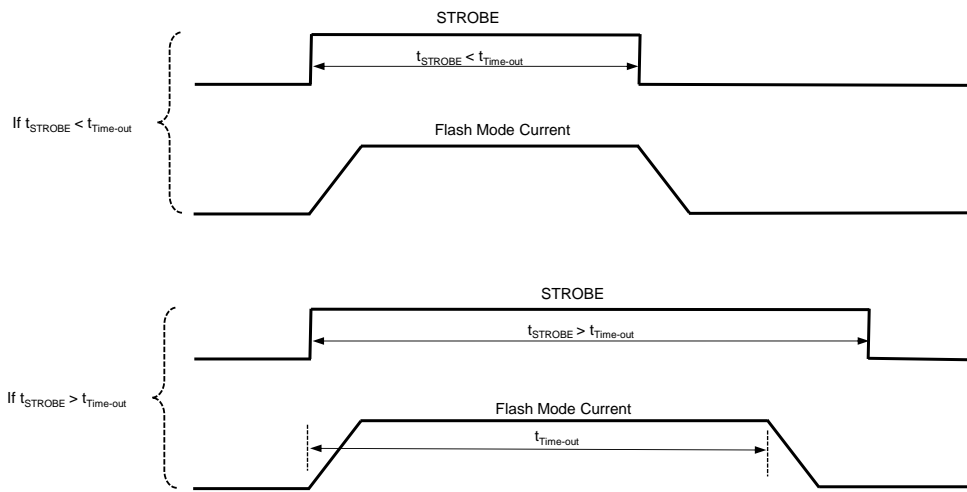 STROBE
tSTROBE < tTime-out
If tSTROBE < tTime-out
Flash Mode Current
STROBE
tSTROBE > tTime-out
If tSTROBE > tTime-out
Flash Mode Current
tTime-out